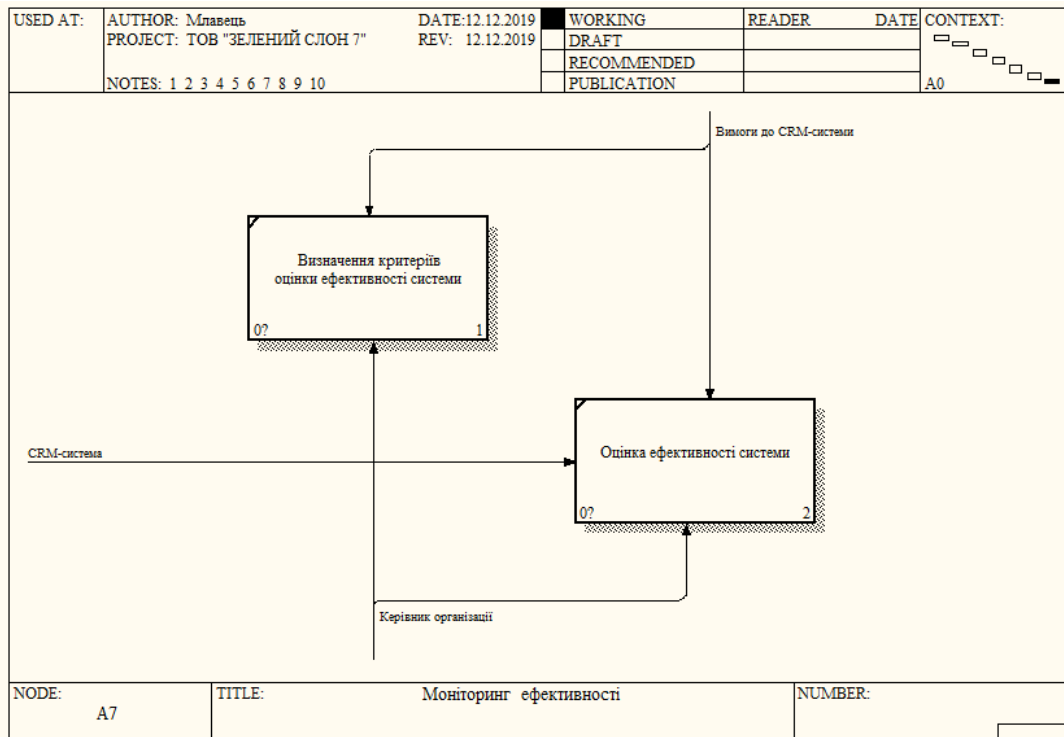 USED AT:
AUTHOR: Млавець
DATE:12.12.2019
PROJECT: ТОВ "ЗЕЛЕНИЙ СЛОН 7"
REV: 12.12.2019
NOTES: 1 2 3 4 5 6 7 8 9 10
WORKING
DRAFT
RECOMMENDED
PUBLICATION
READER
DATE
CONTEXT:
A0
Вимоги до CRM-системи
Визначення критеріїв
оцінки ефективності системи
0?
1
CRM-система
Оцінка ефективності системи
0?
2
Керівник організації
NODE:
A7
TITLE:
Моніторинг ефективності
NUMBER: